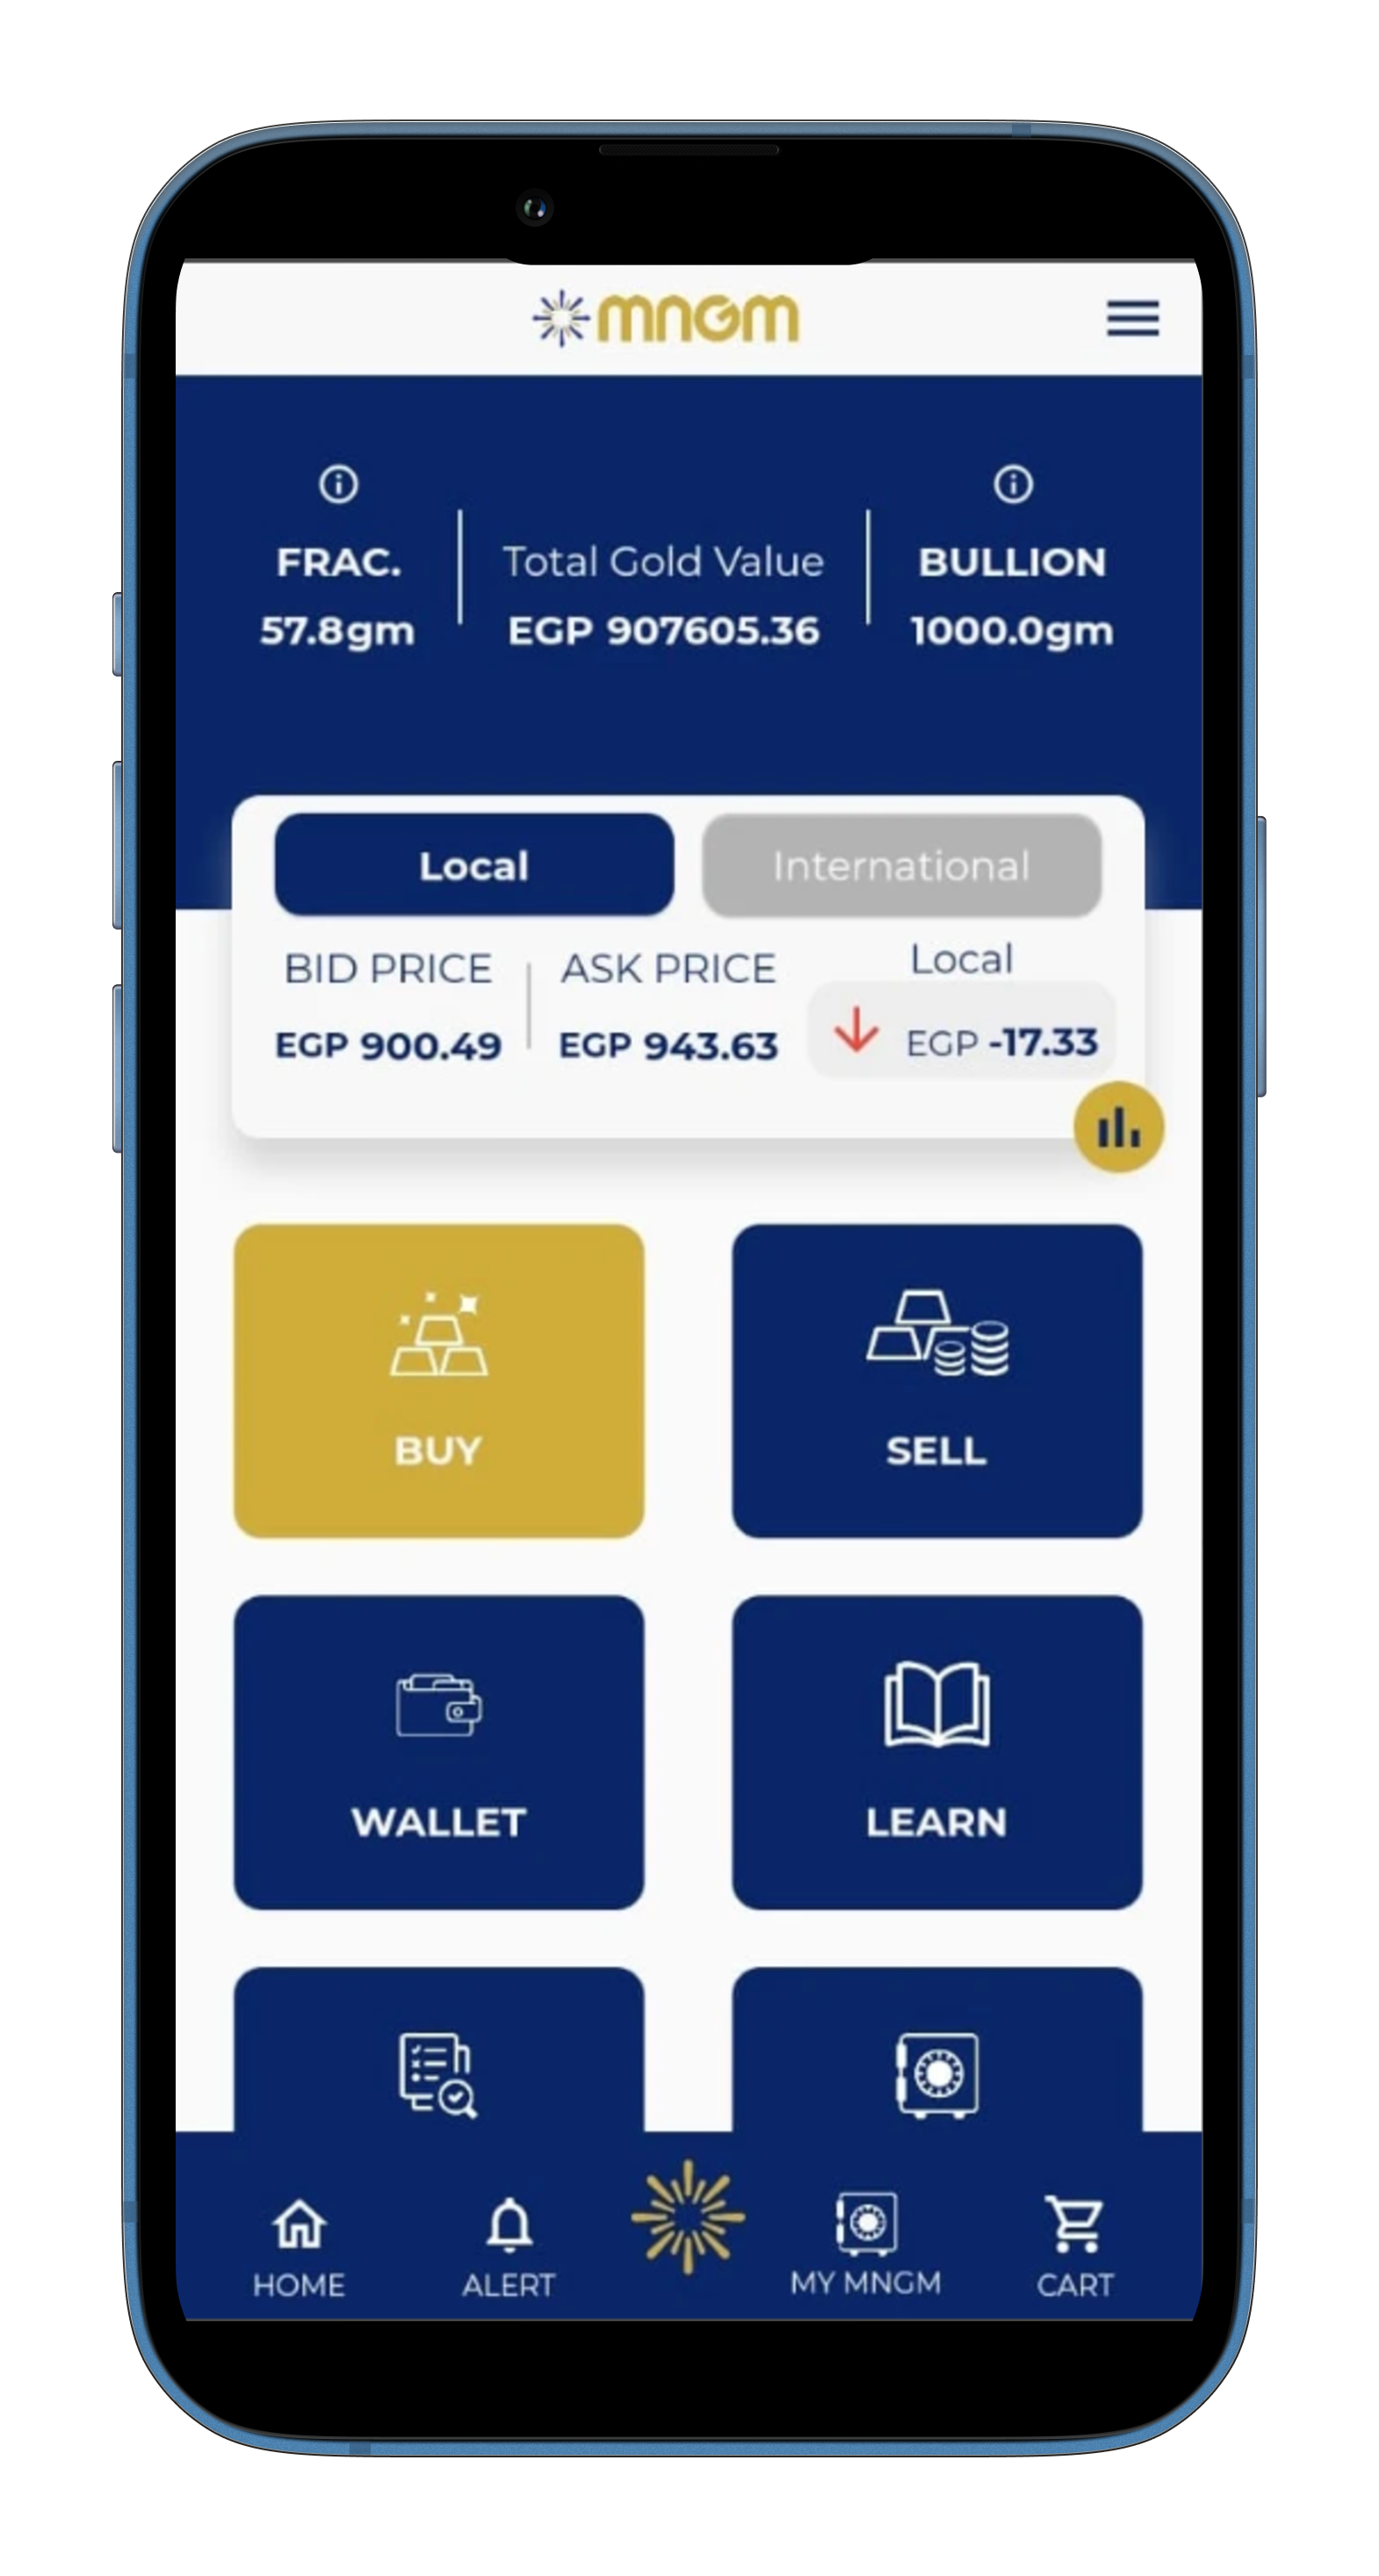 mngm
FRAC.
57.8gm
Total Gold Value
EGP 907605.36
BULLION
1000.0gm
Local
International
BID PRICE
EGP 900.49
ASK PRICE
EGP 943.63
Local
EGP -17.33
BUY
SELL
WALLET
LEARN
HOME
ALERT
MY MNGM
CART